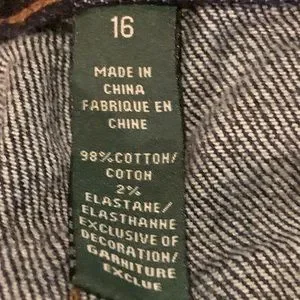 16
MADE IN
CHINA
FABRIQUE EN
CHINE
98%COTTON/
COTON
2%
ELASTANE/
ELASTHANNE
EXCLUSIVE OF
DECORATION/
GARNITURE
EXCLUE